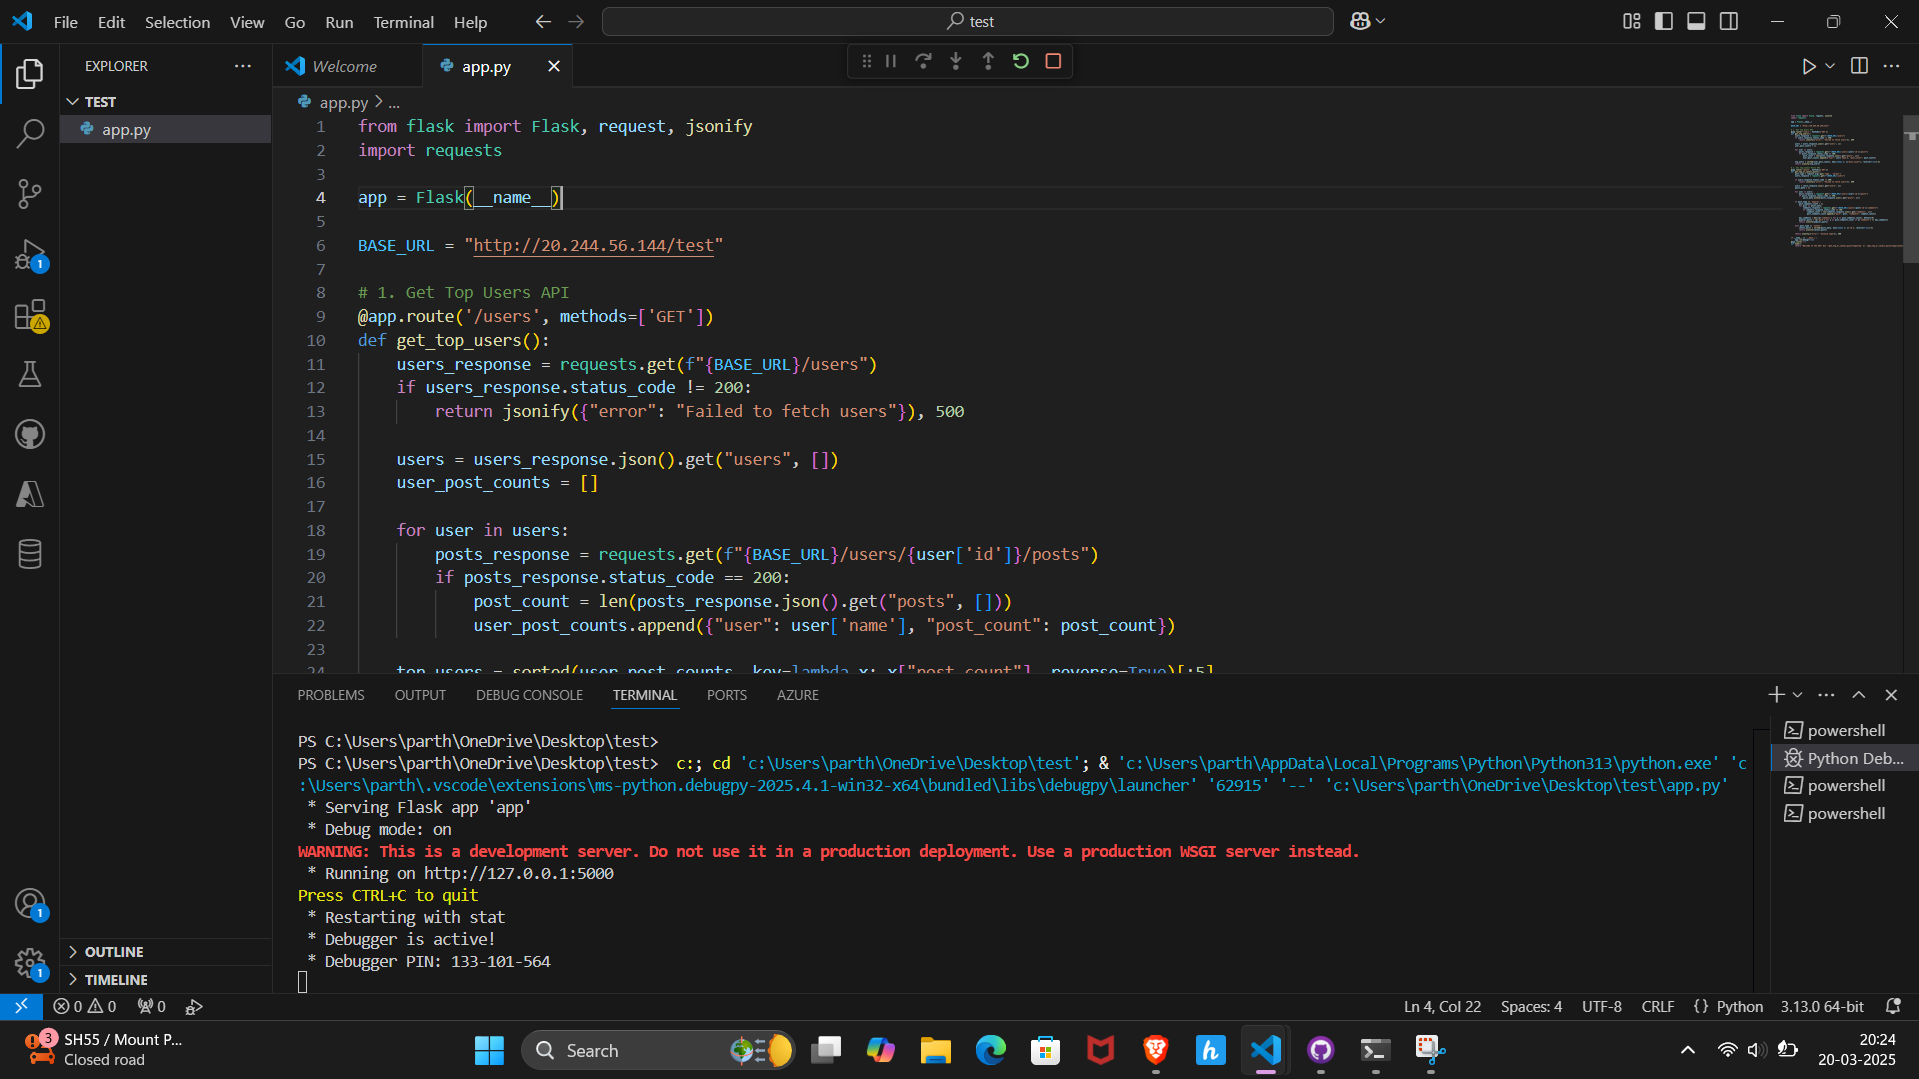 File Edit Selection View Go Run Terminal Help
test
EXPLORER
Welcome
app.py
TEST
app.py
app.py > ...
1 from flask import Flask, request, jsonify
2 import requests
3
4 app = Flask(__name__)
5
6 BASE_URL = "http://20.244.56.144/test"
7
8 # 1. Get Top Users API
9 @app.route('/users', methods=['GET'])
10 def get_top_users():
11 users_response = requests.get(f"{BASE_URL}/users")
12 if users_response.status_code != 200:
13 return jsonify({"error": "Failed to fetch users"}), 500
14
15 users = users_response.json().get("users", [])
16 user_post_counts = []
17
18 for user in users:
19 posts_response = requests.get(f"{BASE_URL}/users/{user['id']}/posts")
20 if posts_response.status_code == 200:
21 post_count = len(posts_response.json().get("posts", []))
22 user_post_counts.append({"user": user['name'], "post_count": post_count})
23
24 top_users = sorted(user_post_counts, key=lambda x: x["post_count"], reverse=True)[:5]
PROBLEMS OUTPUT DEBUG CONSOLE TERMINAL PORTS AZURE
PS C:\Users\parth\OneDrive\Desktop\test>
PS C:\Users\parth\OneDrive\Desktop\test> c:; cd 'c:\Users\parth\OneDrive\Desktop\test'; & 'c:\Users\parth\AppData\Local\Programs\Python\Python313\python.exe' 'c
:\Users\parth\.vscode\extensions\ms-python.debugpy-2025.4.1-win32-x64\bundled\libs\debugpy\launcher' '62915' '--' 'c:\Users\parth\OneDrive\Desktop\test\app.py'
* Serving Flask app 'app'
* Debug mode: on
WARNING: This is a development server. Do not use it in a production deployment. Use a production WSGI server instead.
* Running on http://127.0.0.1:5000
Press CTRL+C to quit
* Restarting with stat
* Debugger is active!
* Debugger PIN: 133-101-564
powershell
Python Deb...
powershell
powershell
1
1
1
OUTLINE
TIMELINE
0 0 0
Ln 4, Col 22 Spaces: 4 UTF-8 CRLF {} Python 3.13.0 64-bit
3
SH55 / Mount P...
Closed road
Search
h
20:24
20-03-2025